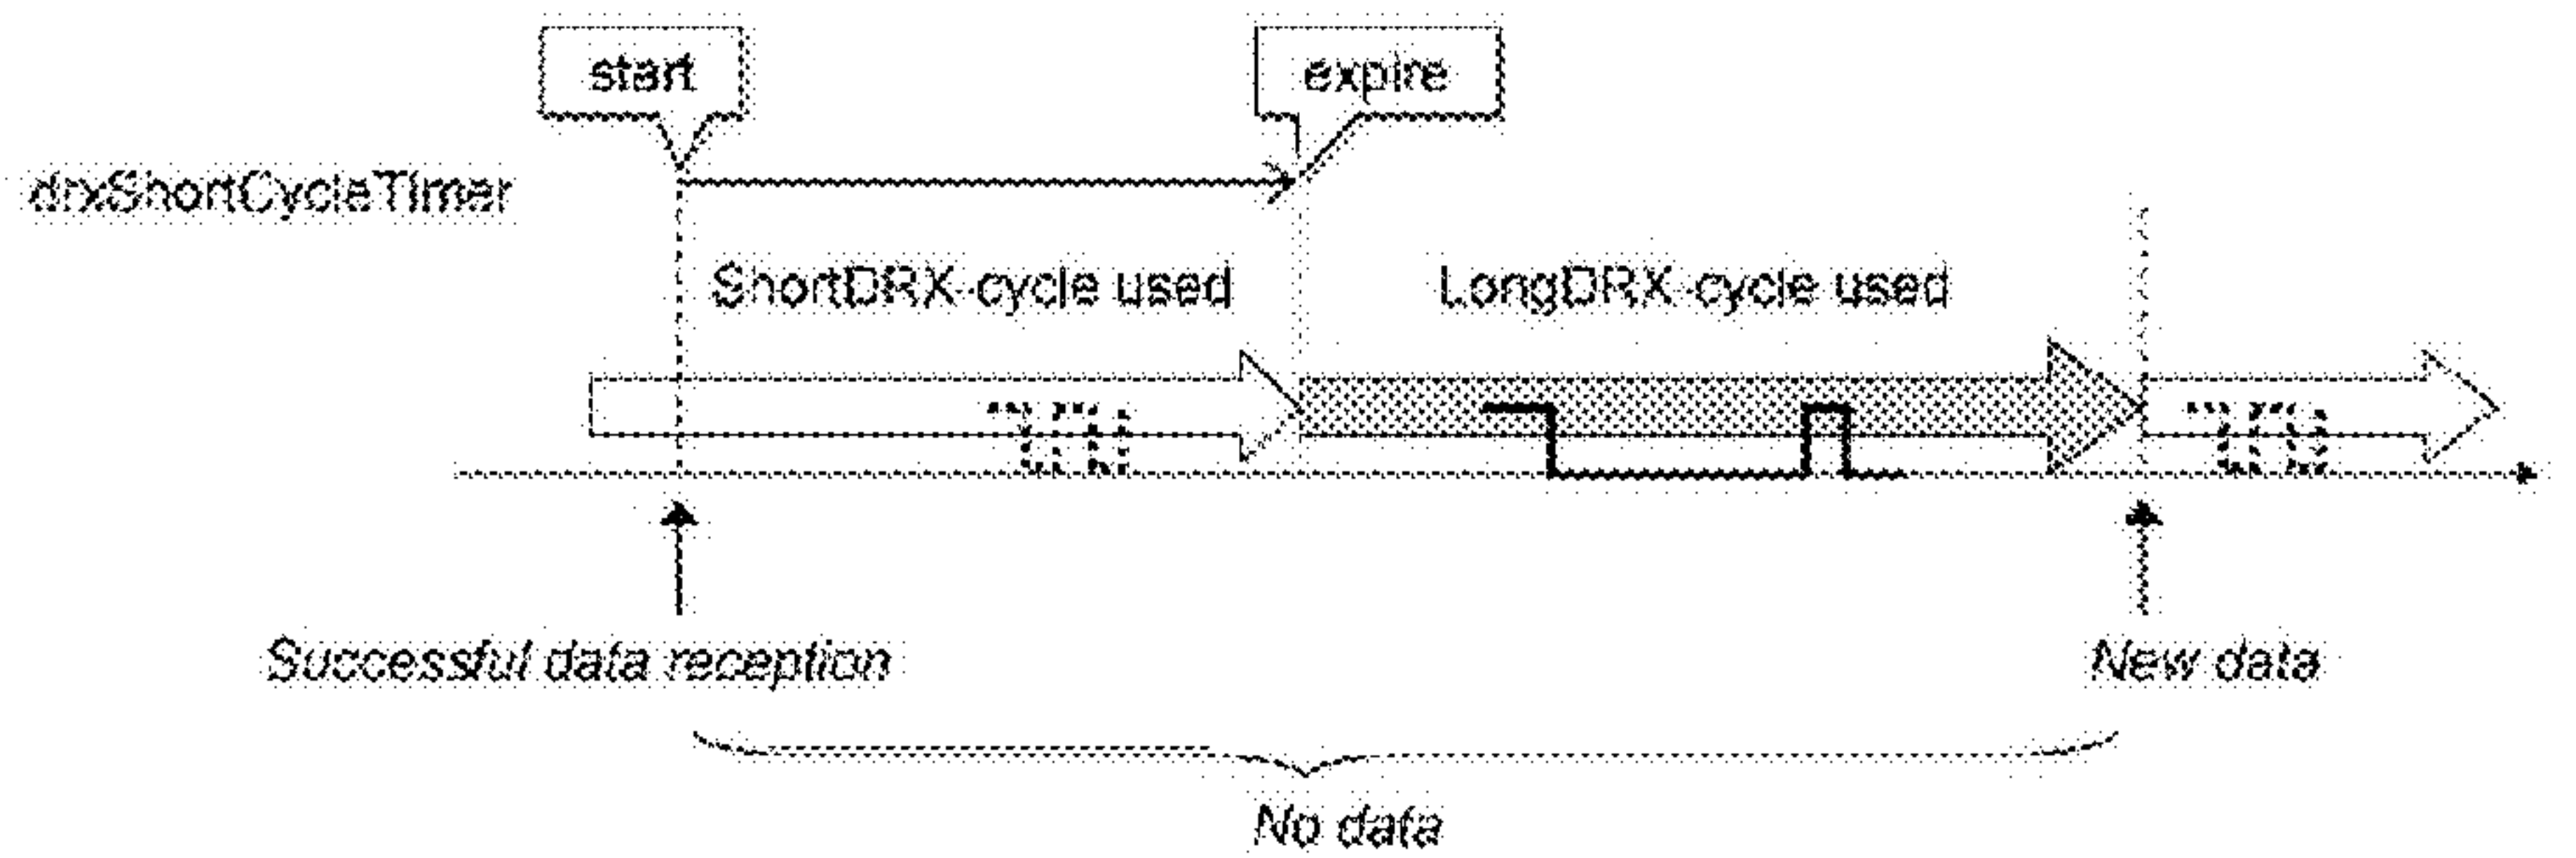 start
expire
drxShortCycleTimer
ShortDRX-cycle used
LongDRX-cycle used
Successful data reception
New data
No data